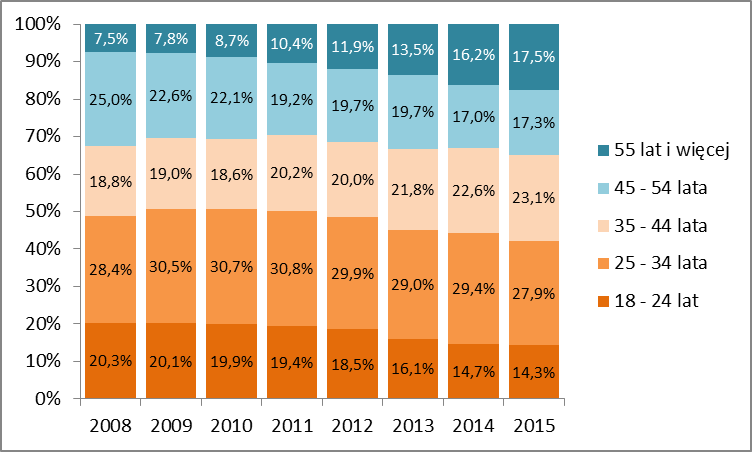 100%
90%
80%
70%
60%
50%
40%
30%
20%
10%
0%
7,5% 7,8% 8,7% 10,4% 11,9% 13,5% 16,2% 17,5%
25,0% 22,6% 22,1% 19,2% 19,7% 19,7% 17,0% 17,3%
18,8% 19,0% 18,6% 20,2% 20,0% 21,8% 22,6% 23,1%
28,4% 30,5% 30,7% 30,8% 29,9% 29,0% 29,4% 27,9%
20,3% 20,1% 19,9% 19,4% 18,5% 16,1% 14,7% 14,3%
2008 2009 2010 2011 2012 2013 2014 2015
55 lat i więcej
45 - 54 lata
35 - 44 lata
25 - 34 lata
18 - 24 lat